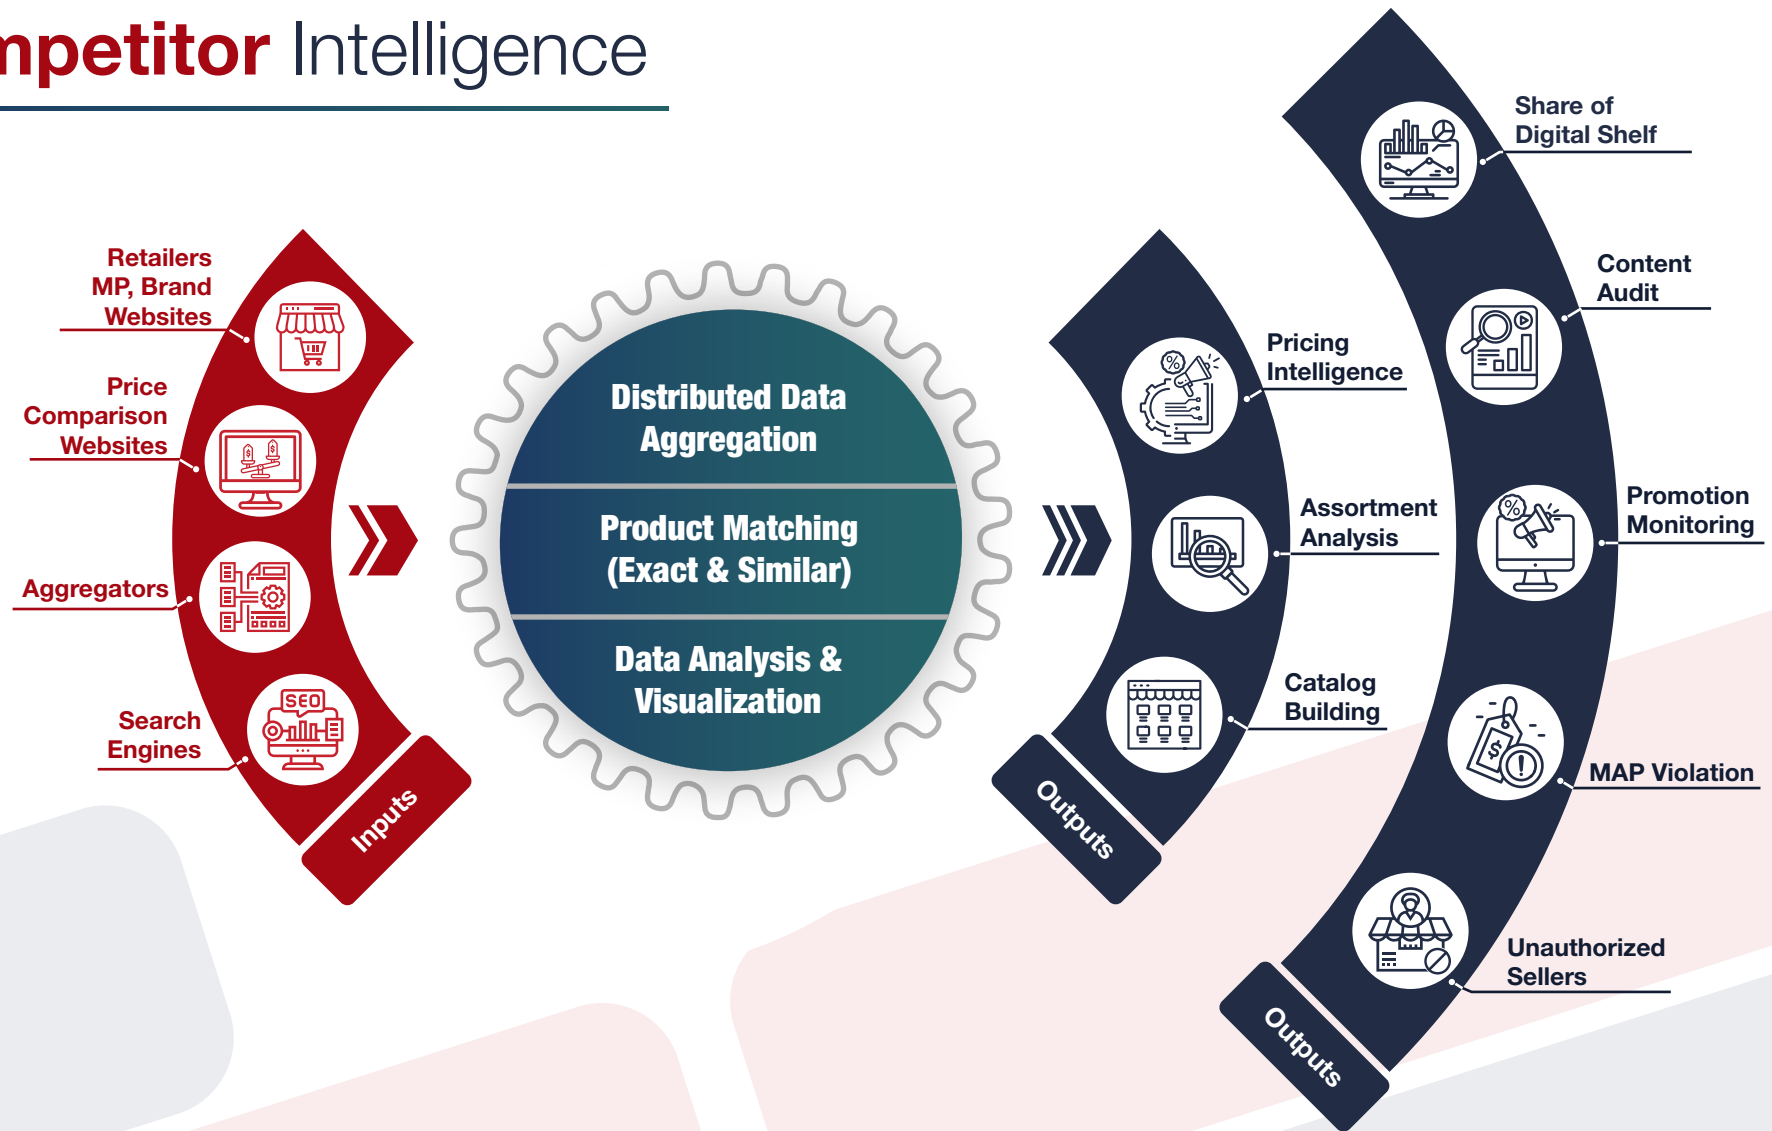 mpetitor Intelligence
Retailers
MP, Brand
Websites
Price
Comparison
Websites
Aggregators
Search
Engines
SEO
Inputs
Distributed Data
Aggregation
Product Matching
(Exact & Similar)
Data Analysis &
Visualization
Pricing
Intelligence
Assortment
Analysis
Catalog
Building
Outputs
Share of
Digital Shelf
Content
Audit
Promotion
Monitoring
MAP Violation
Unauthorized
Sellers
Outputs